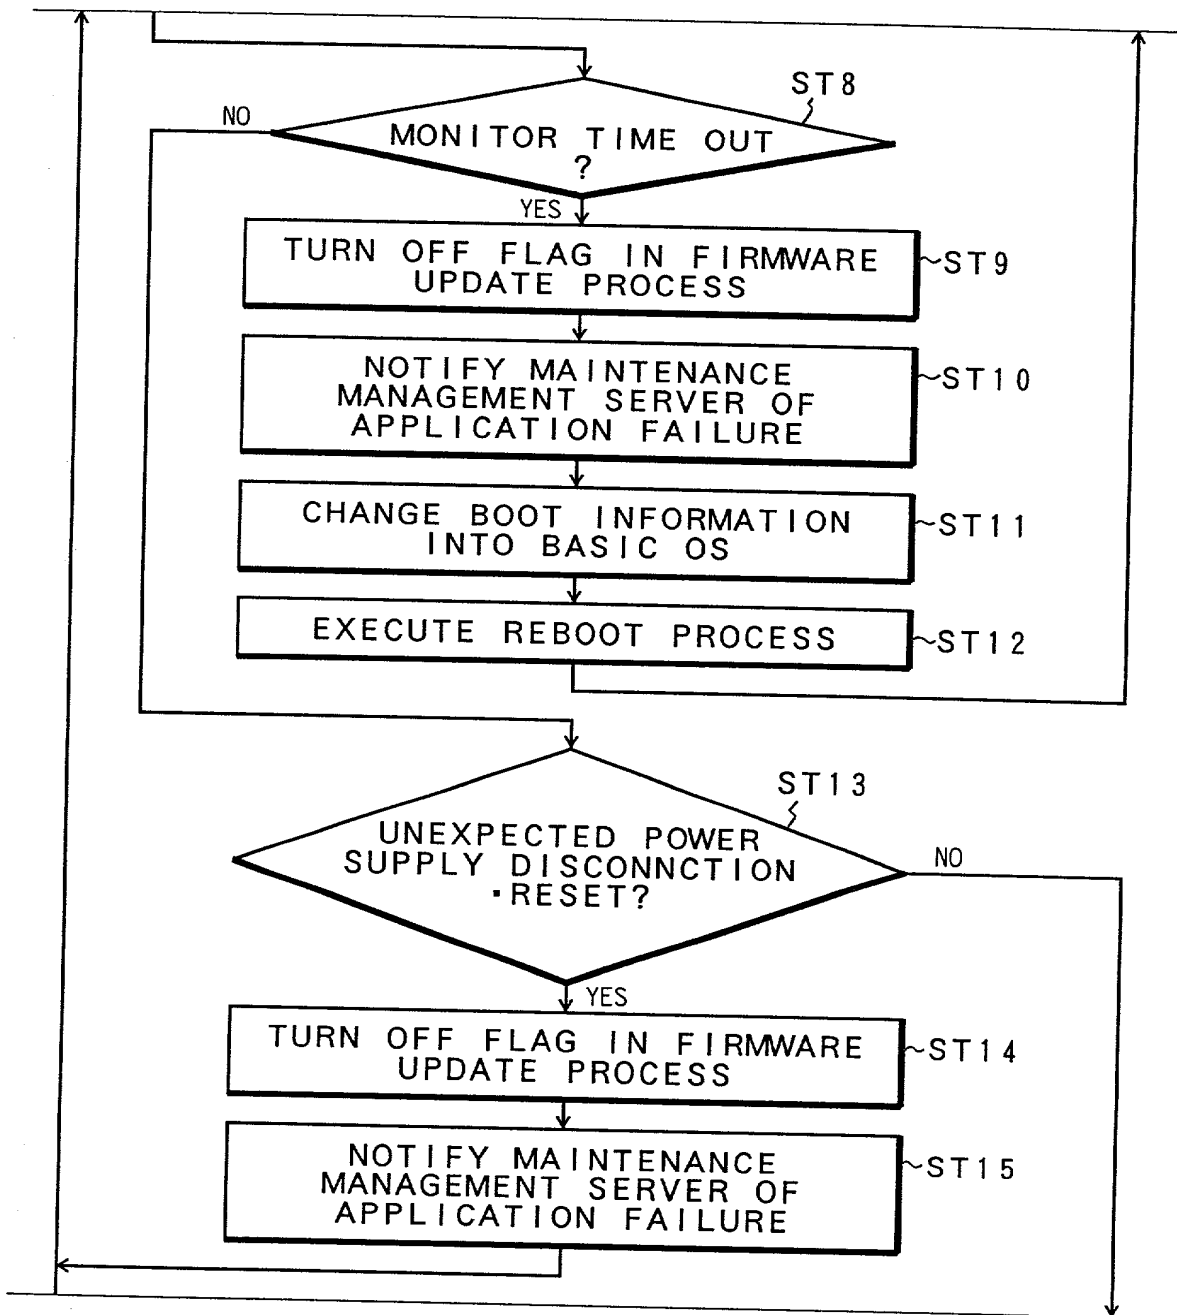 ST8
NO
MONITOR TIME OUT
?
YES
TURN OFF FLAG IN FIRMWARE
UPDATE PROCESS
ST9
NOTIFY MAINTENANCE
MANAGEMENT SERVER OF
APPLICATION FAILURE
ST10
CHANGE BOOT INFORMATION
INTO BASIC OS
ST11
EXECUTE REBOOT PROCESS
ST12
ST13
UNEXPECTED POWER
SUPPLY DISCONNCTION
・RESET?
NO
YES
TURN OFF FLAG IN FIRMWARE
UPDATE PROCESS
ST14
NOTIFY MAINTENANCE
MANAGEMENT SERVER OF
APPLICATION FAILURE
ST15